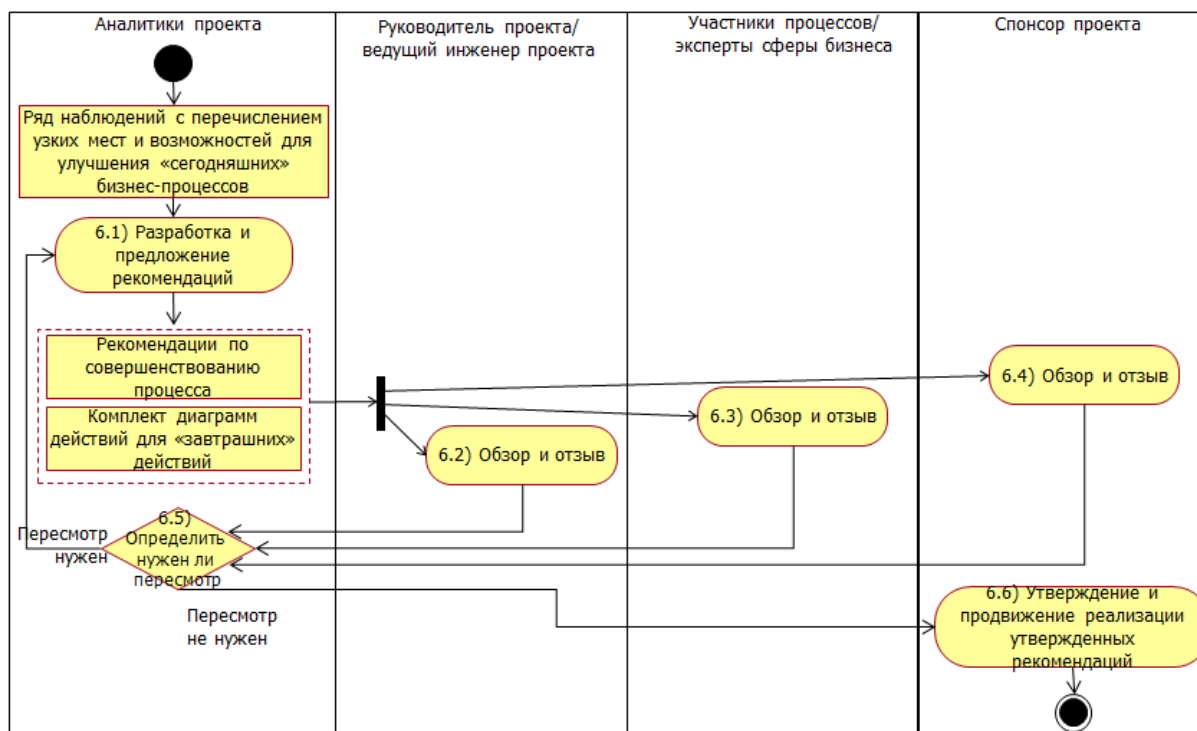 Аналитики проекта
Руководитель проекта/
ведущий инженер проекта
Участники процессов/
эксперты сферы бизнеса
Спонсор проекта
Ряд наблюдений с перечислением
узких мест и возможностей для
улучшения «сегодняшних»
бизнес-процессов
6.1) Разработка и
предложение
рекомендаций
Рекомендации по
совершенствованию
процесса
Комплект диаграмм
действий для «завтрашних»
действий
6.4) Обзор и отзыв
6.3) Обзор и отзыв
6.2) Обзор и отзыв
Пересмотр
нужен
6.5)
Определить
нужен ли
пересмотр
Пересмотр
не нужен
6.6) Утверждение и
продвижение реализации
утвержденных
рекомендаций